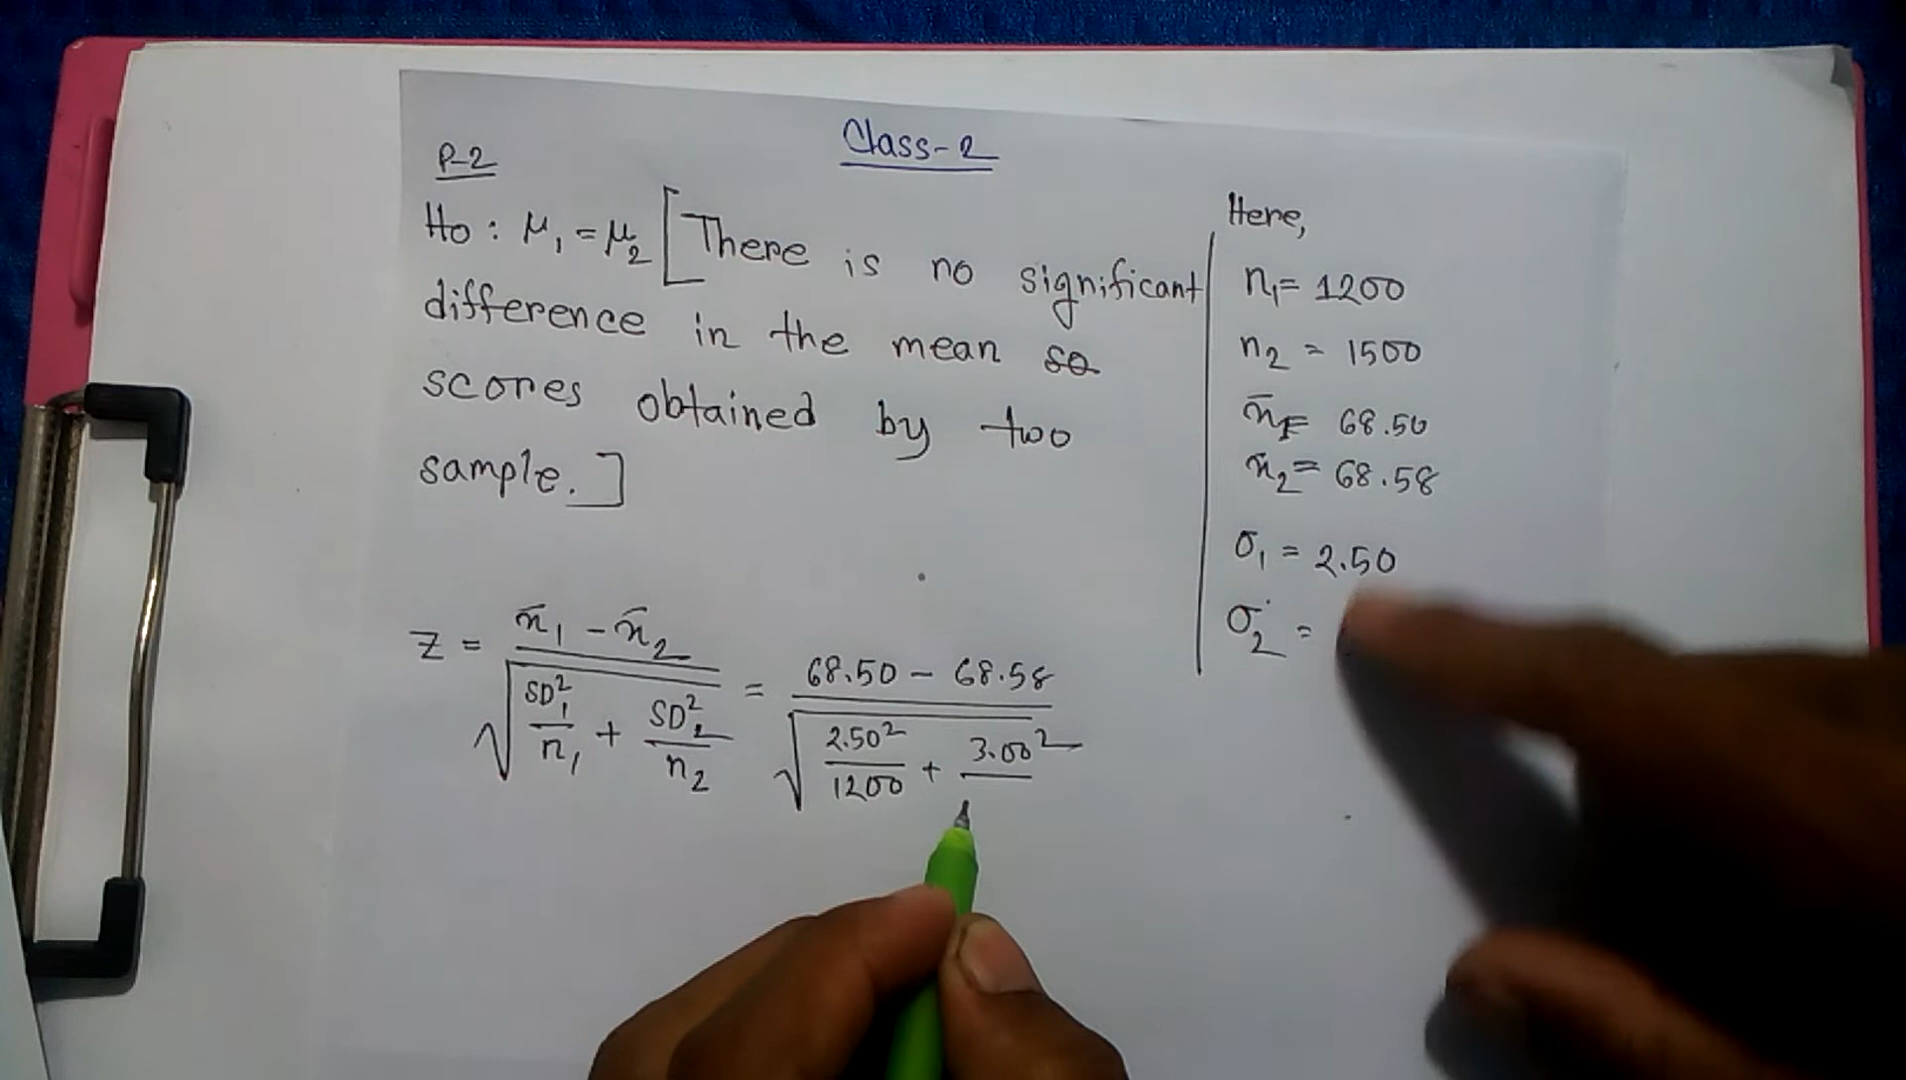 Class-2
P-2
Ho : μ₁ = μ₂ [There is no significant
difference in the mean so
scores obtained by two
sample.]
Here,
n₁ = 1200
n₂ = 1500
x̄₁ = 68.50
x̄₂ = 68.58
σ₁ = 2.50
σ₂ =
z = (x̄₁ - x̄₂) / √(SD₁²/n₁ + SD₂²/n₂) = (68.50 - 68.58) / √(2.50²/1200 + 3.00²/